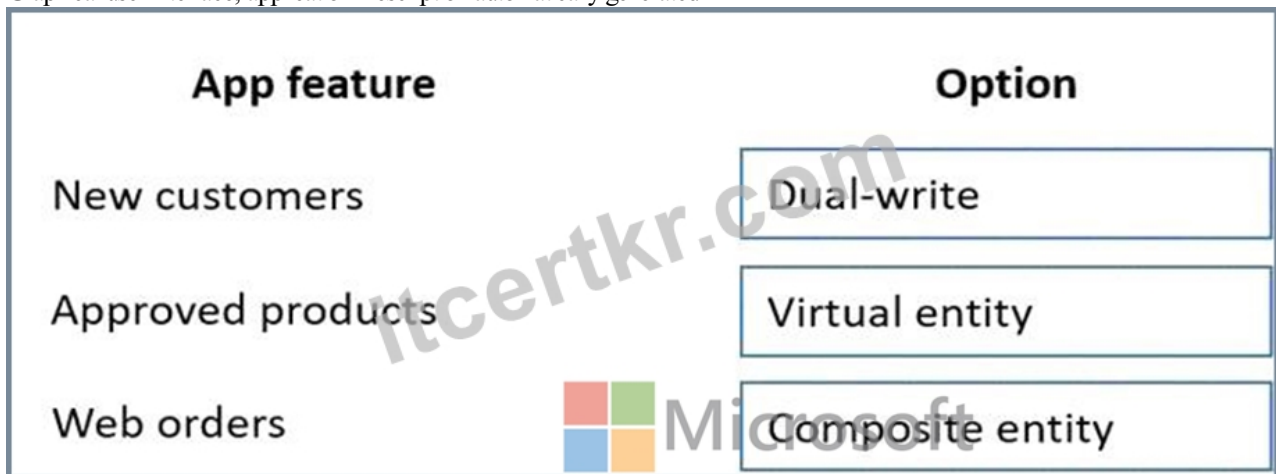 App feature Option
New customers Dual-write
Approved products Virtual entity
Web orders Composite entity
Itcertkr.com
Microsoft